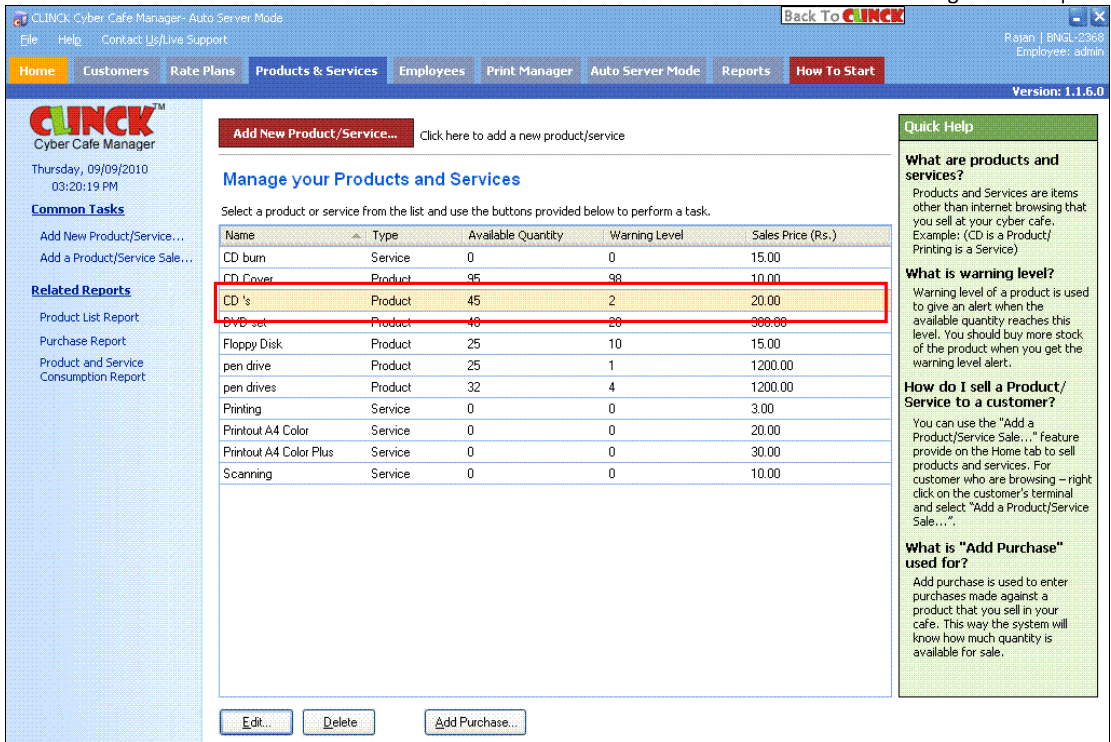 CLINCK Cyber Cafe Manager- Auto Server Mode
Back To CLINCK
File Help Contact Us/Live Support
Ratan | BNGL-2368
Employee: admin
Home Customers Rate Plans Products & Services Employees Print Manager Auto Server Mode Reports How To Start
Version: 1.1.6.0
CLINCK TM
Cyber Cafe Manager
Thursday, 09/09/2010
03:20:19 PM
Common Tasks
Add New Product/Service...
Add a Product/Service Sale...
Related Reports
Product List Report
Purchase Report
Product and Service
Consumption Report
Add New Product/Service... Click here to add a new product/service
Manage your Products and Services
Select a product or service from the list and use the buttons provided below to perform a task.
Name Type Available Quantity Warning Level Sales Price (Rs.)
CD burn Service 0 0 15.00
CD Cover Product 95 98 10.00
CD 's Product 45 2 20.00
DVD set Product 48 20 300.00
Floppy Disk Product 25 10 15.00
pen drive Product 25 1 1200.00
pen drives Product 32 4 1200.00
Printing Service 0 0 3.00
Printout A4 Color Service 0 0 20.00
Printout A4 Color Plus Service 0 0 30.00
Scanning Service 0 0 10.00
Edit... Delete Add Purchase...
Quick Help
What are products and
services?
Products and Services are items
other than internet browsing that
you sell at your cyber cafe.
Example: (CD is a Product/
Printing is a Service)
What is warning level?
Warning level of a product is used
to give an alert when the
available quantity reaches this
level. You should buy more stock
of the product when you get the
warning level alert.
How do I sell a Product/
Service to a customer?
You can use the "Add a
Product/Service Sale..." feature
provide on the Home tab to sell
products and services. For
customer who are browsing – right
click on the customer's terminal
and select "Add a Product/Service
Sale...".
What is "Add Purchase"
used for?
Add purchase is used to enter
purchases made against a
product that you sell in your
cafe. This way the system will
know how much quantity is
available for sale.